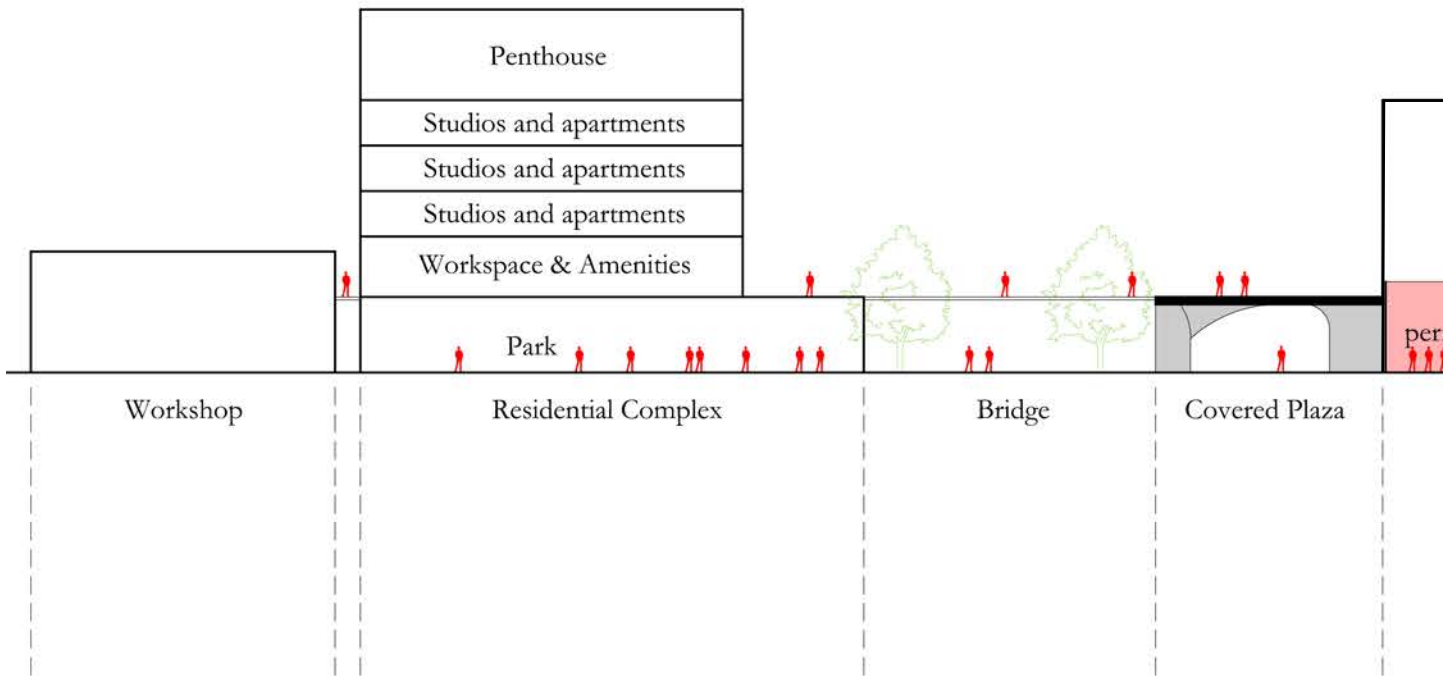 Penthouse
Studios and apartments
Studios and apartments
Studios and apartments
Workspace & Amenities
Park
Workshop
Residential Complex
Bridge
Covered Plaza